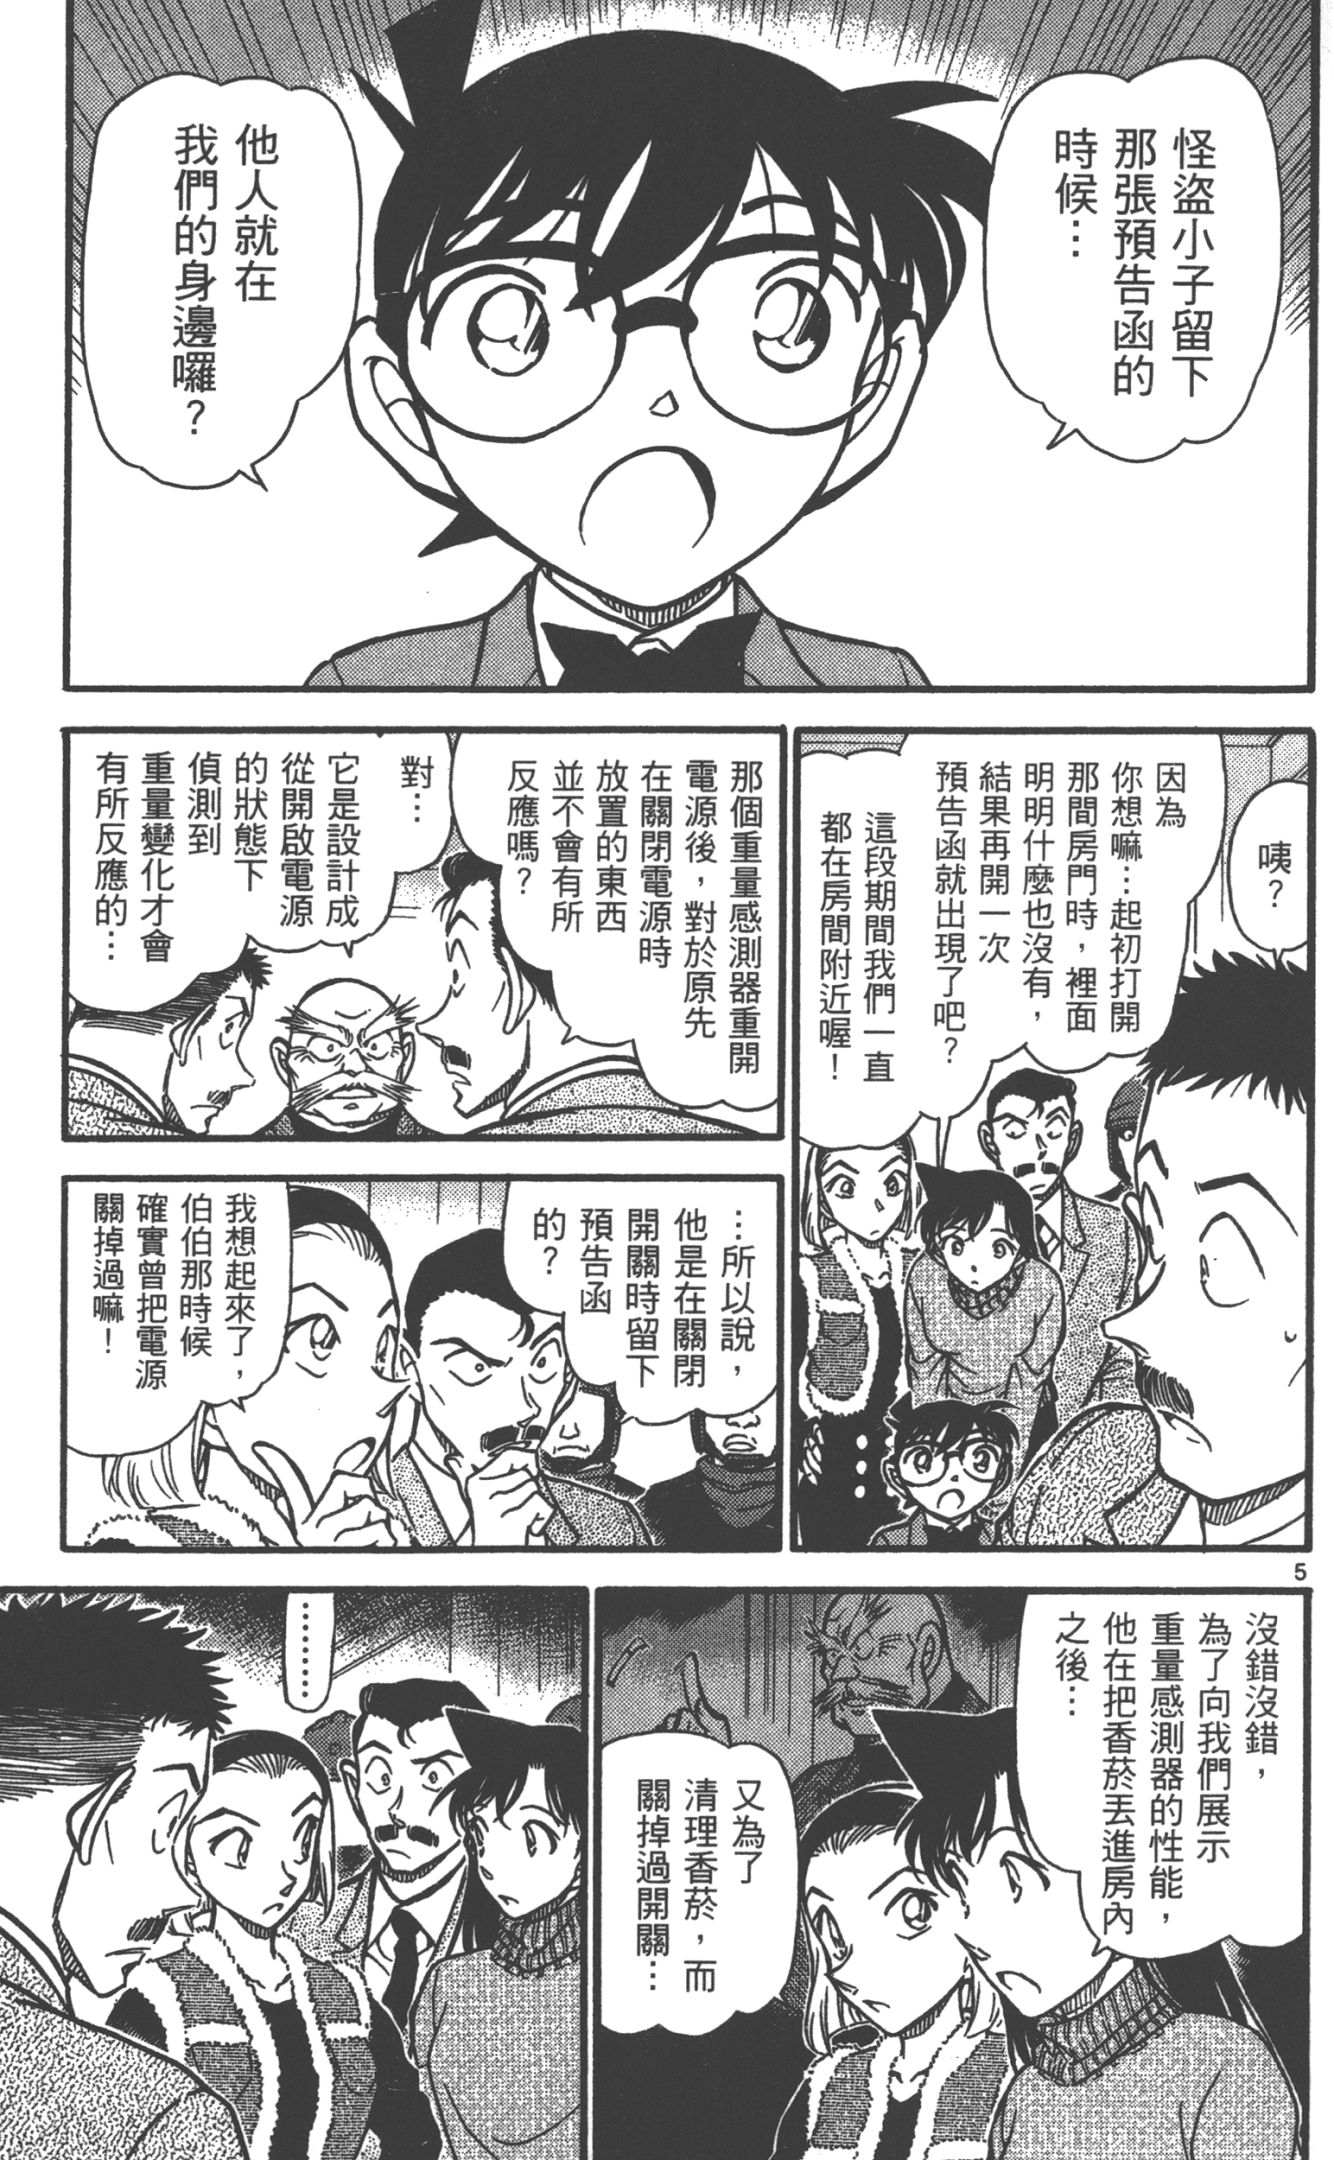 怪盜小子留下
那張預告函的
時候…
他人就在
我們的身邊囉？
咦？
因為
你想嘛…起初打開
那間房門時，裡面
明明什麼也沒有，
結果再開一次
預告函就出現了吧？
這段期間我們一直
都在房間附近喔！
那個重量感測器重開
電源後，對於原先
在關閉電源時
放置的東西
並不會有所
反應嗎？
對…
它是設計成
從開啟電源
的狀態下
偵測到
重量變化才會
有所反應的…
…所以說，
他是在關閉
開關時留下
預告函
的？
我想起來了，
伯伯那時候
確實曾把電源
關掉過嘛！
5
沒錯沒錯，
為了向我們展示
重量感測器的性能，
他在把香菸丟進房內
之後…
又為了
清理香菸，而
關掉過開關…
………